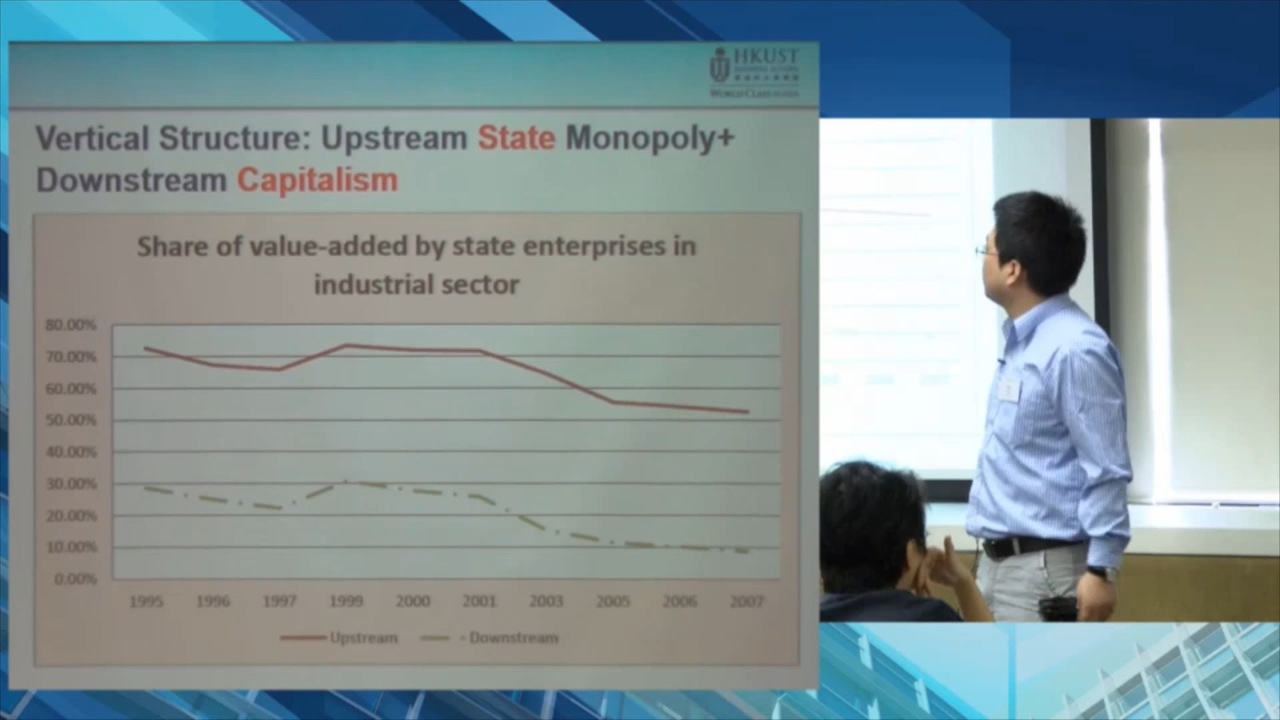 HKUST
WORLD CLASS
Vertical Structure: Upstream State Monopoly+
Downstream Capitalism
Share of value-added by state enterprises in
industrial sector
80.00%
70.00%
60.00%
50.00%
40.00%
30.00%
20.00%
10.00%
0.00%
1995 1996 1997 1999 2000 2001 2003 2005 2006 2007
Upstream Downstream